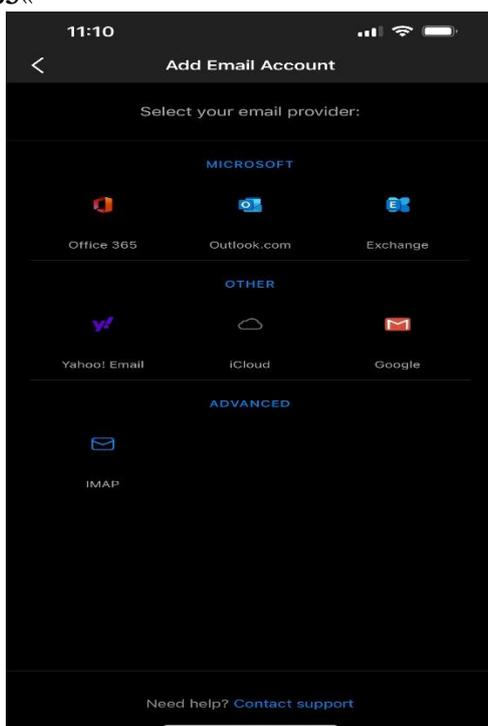 11:10
Add Email Account
Select your email provider:
MICROSOFT
Office 365 Outlook.com Exchange
OTHER
Yahoo! Email iCloud Google
ADVANCED
IMAP
Need help? Contact support